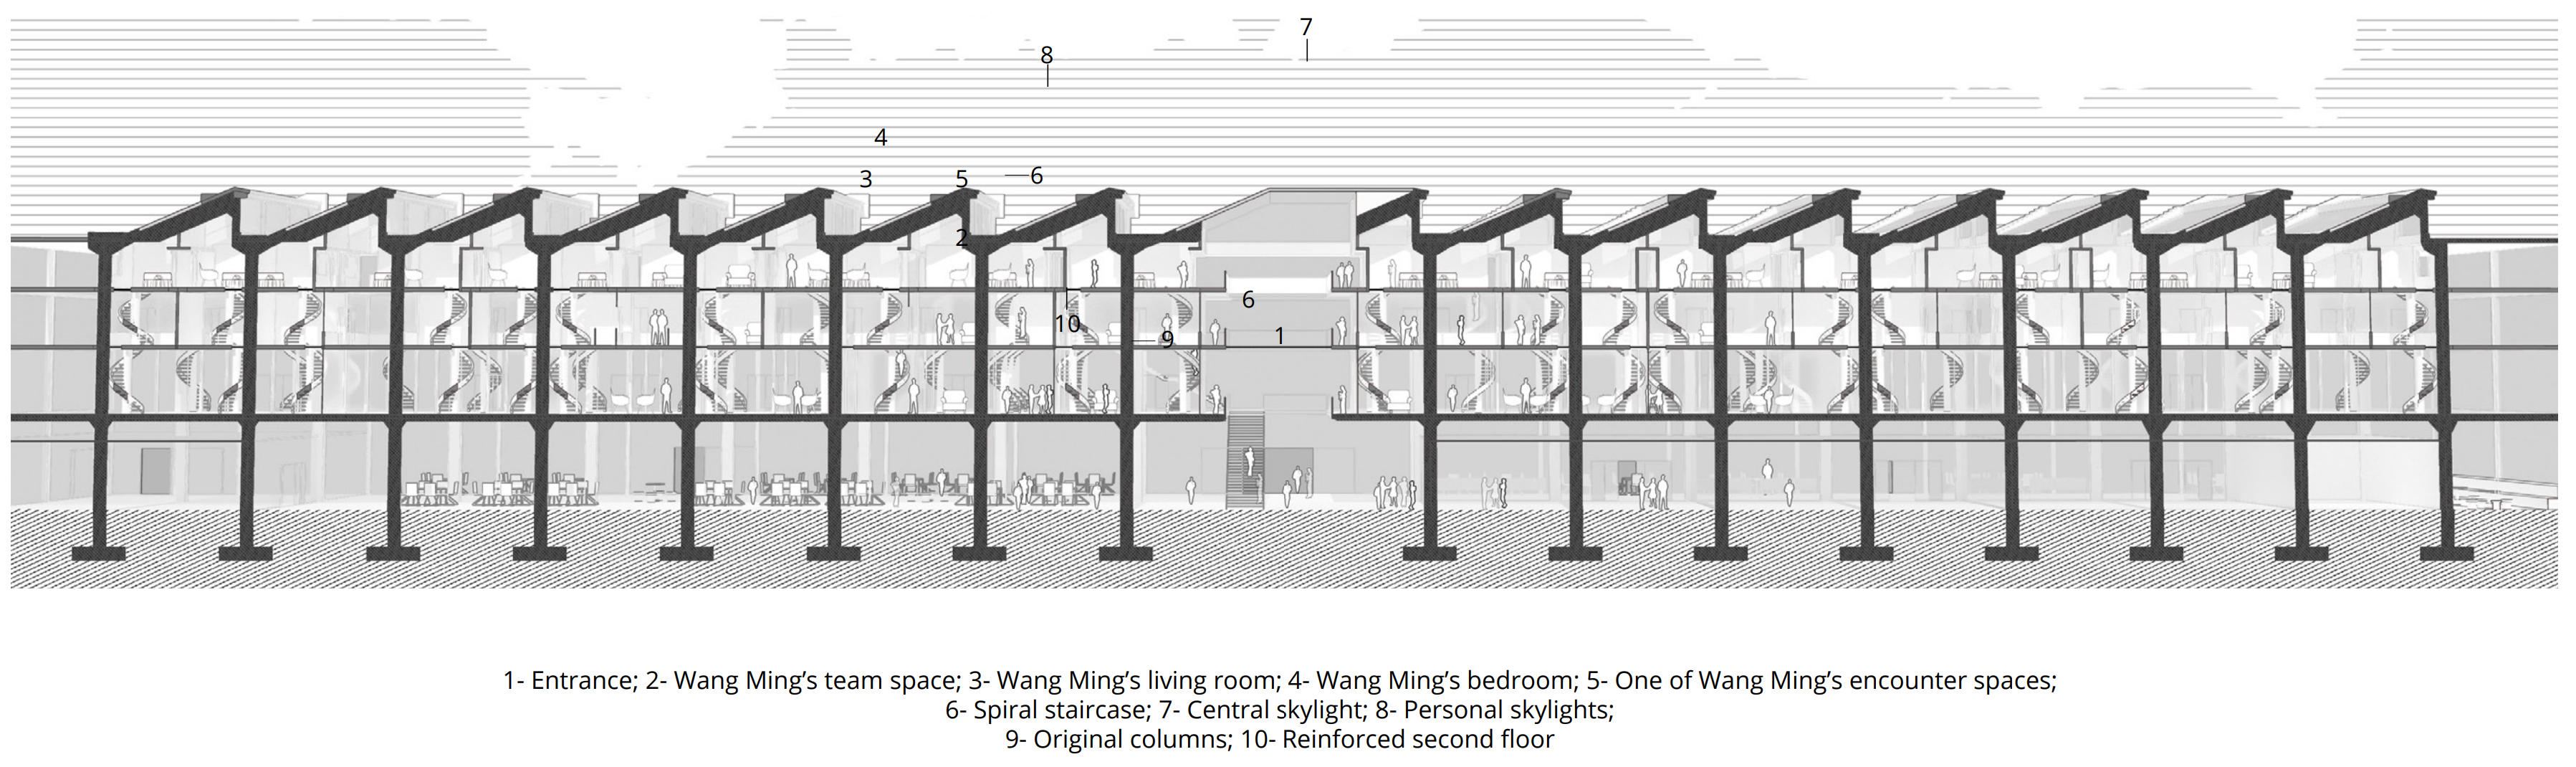 7
8
4
3 5 6
2
6
10 1
9
1- Entrance; 2- Wang Ming’s team space; 3- Wang Ming’s living room; 4- Wang Ming’s bedroom; 5- One of Wang Ming’s encounter spaces;
6- Spiral staircase; 7- Central skylight; 8- Personal skylights;
9- Original columns; 10- Reinforced second floor